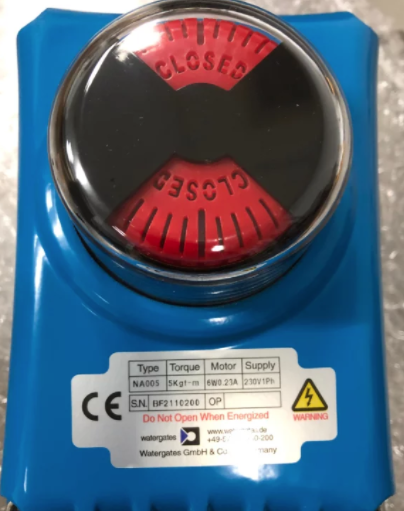 CLOSED
CLOSED
Type Torque Motor Supply
NA005 5Kgf-m 6W0.23A 230V1Ph
S.N. BF2110200 OP
CE
Do Not Open When Energized
WARNING
watergates
Watergates GmbH & Co